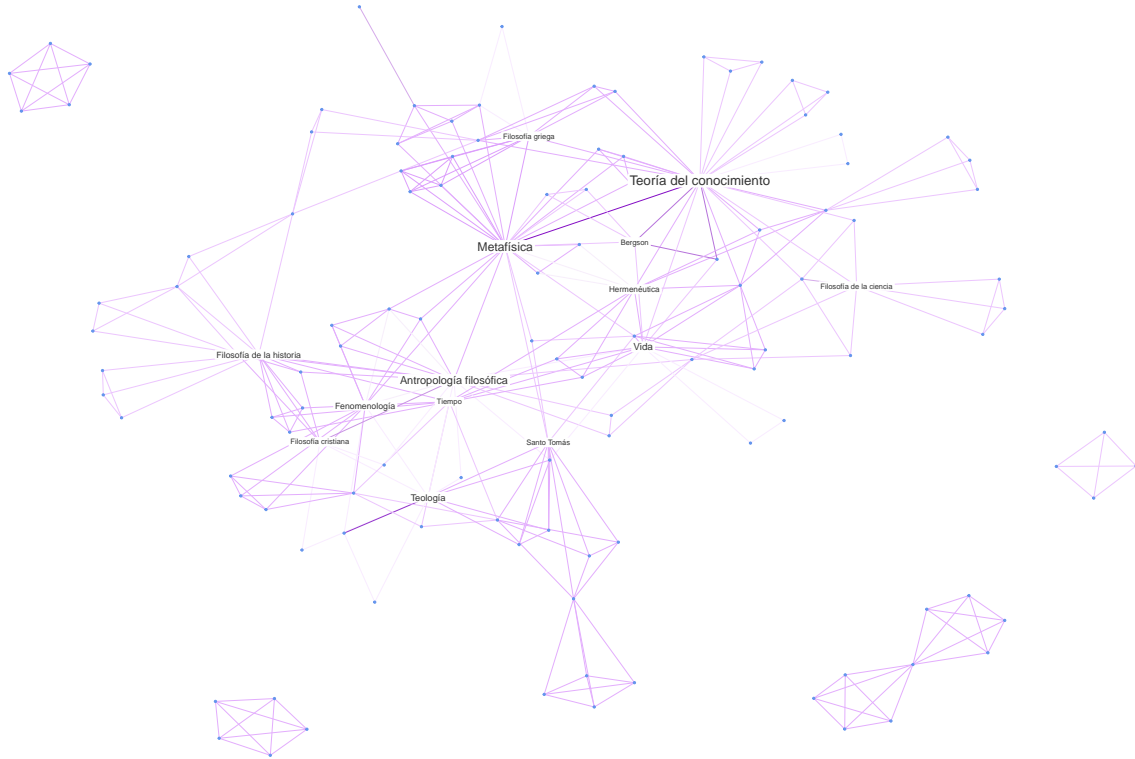 Filosofía griega
Teoría del conocimiento
Bergson
Metafísica
Hermenéutica
Filosofía de la ciencia
Vida
Filosofía de la historia
Antropología filosófica
Tiempo
Fenomenología
Filosofía cristiana
Santo Tomás
Teología